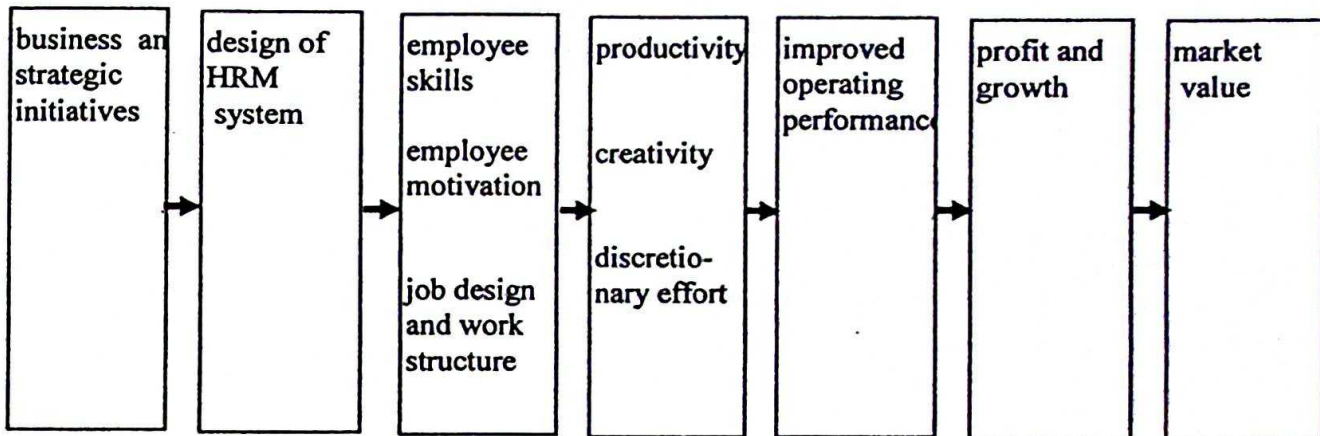 business an
strategic
initiatives
design of
HRM
system
employee
skills
employee
motivation
job design
and work
structure
productivity
creativity
discretio-
nary effort
improved
operating
performanc
profit and
growth
market
value